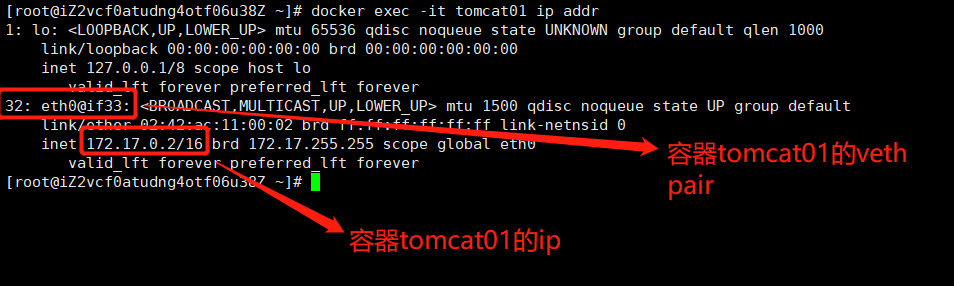 [root@iZ2vcf0atudng4otf06u38Z ~]# docker exec -it tomcat01 ip addr
1: lo: <LOOPBACK,UP,LOWER_UP> mtu 65536 qdisc noqueue state UNKNOWN group default qlen 1000
link/loopback 00:00:00:00:00:00 brd 00:00:00:00:00:00
inet 127.0.0.1/8 scope host lo
valid_lft forever preferred_lft forever
32: eth0@if33: <BROADCAST,MULTICAST,UP,LOWER_UP> mtu 1500 qdisc noqueue state UP group default
link/ether 02:42:ac:11:00:02 brd ff:ff:ff:ff:ff:ff link-netnsid 0
inet 172.17.0.2/16 brd 172.17.255.255 scope global eth0
valid_lft forever preferred_lft forever
[root@iZ2vcf0atudng4otf06u38Z ~]#
容器tomcat01的veth
pair
容器tomcat01的ip